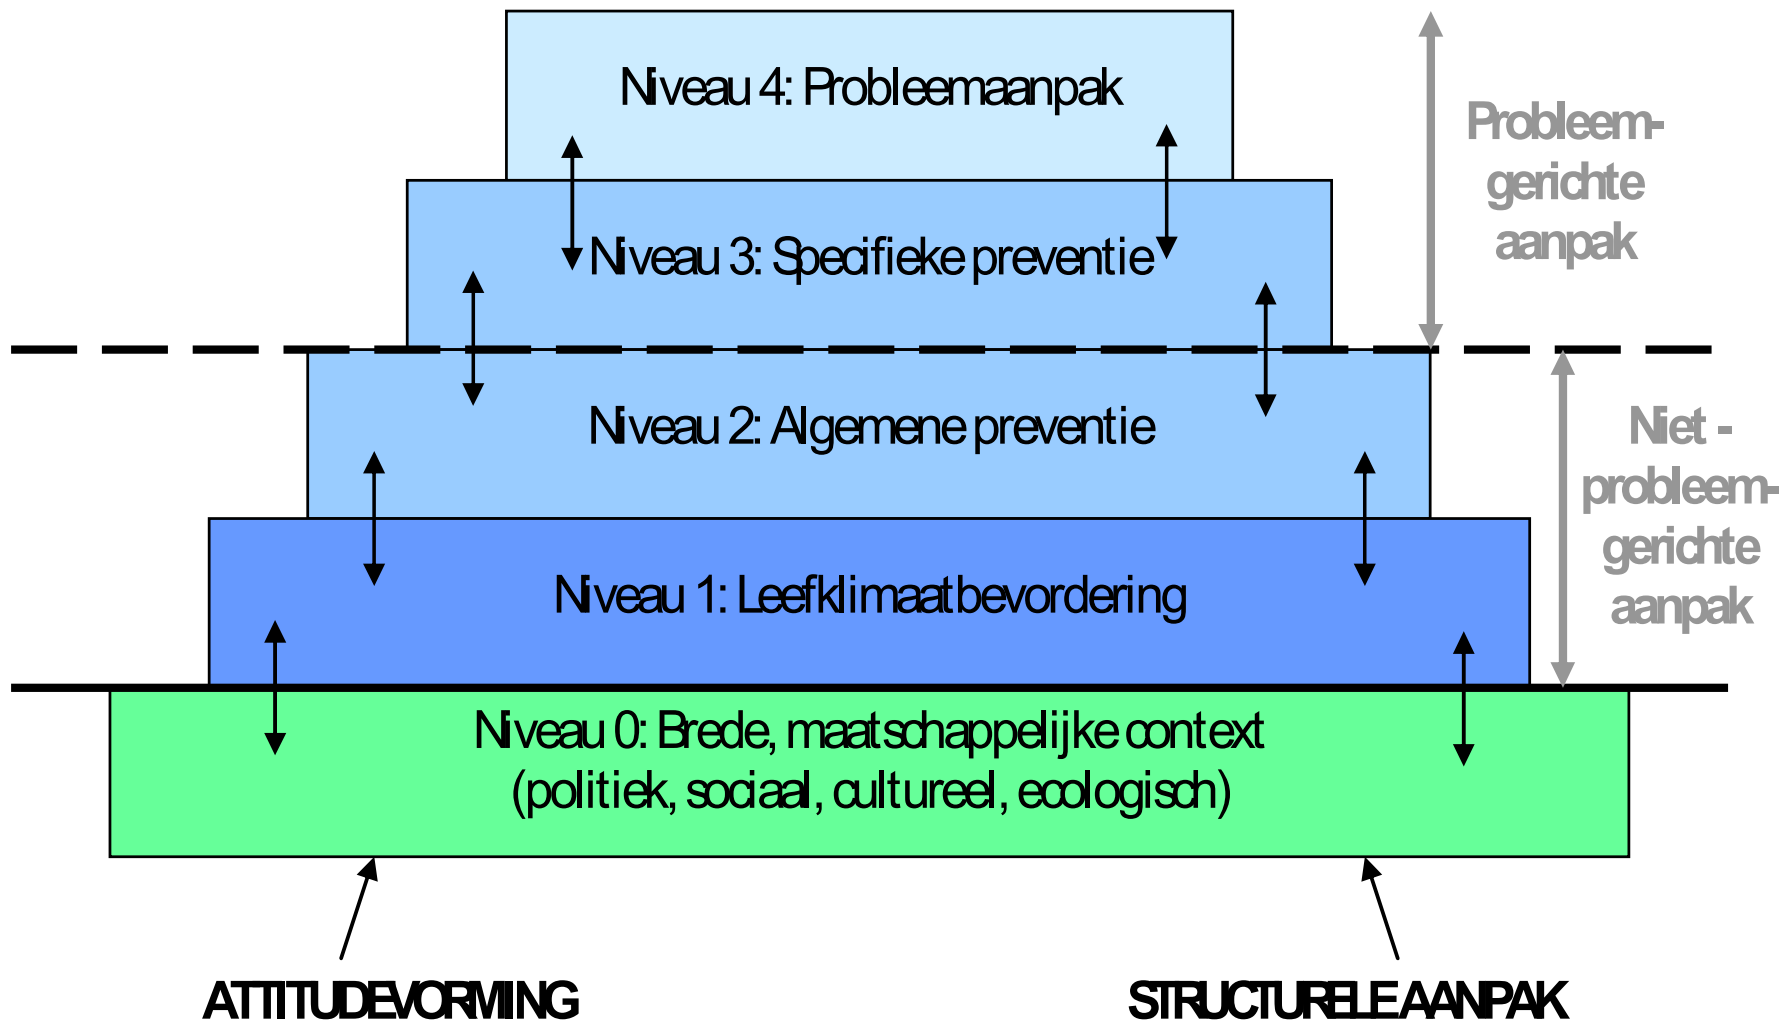 Niveau 4: Probleemaanpak
Probleem-
gerichte
aanpak
Niveau 3: Specifieke preventie
Niveau 2: Algemene preventie
Niet -
probleem-
gerichte
aanpak
Niveau 1: Leefklimaatbevordering
Niveau 0: Brede, maatschappelijke context
(politiek, sociaal, cultureel, ecologisch)
ATTITUDEVORMING
STRUCTURELE AANPAK